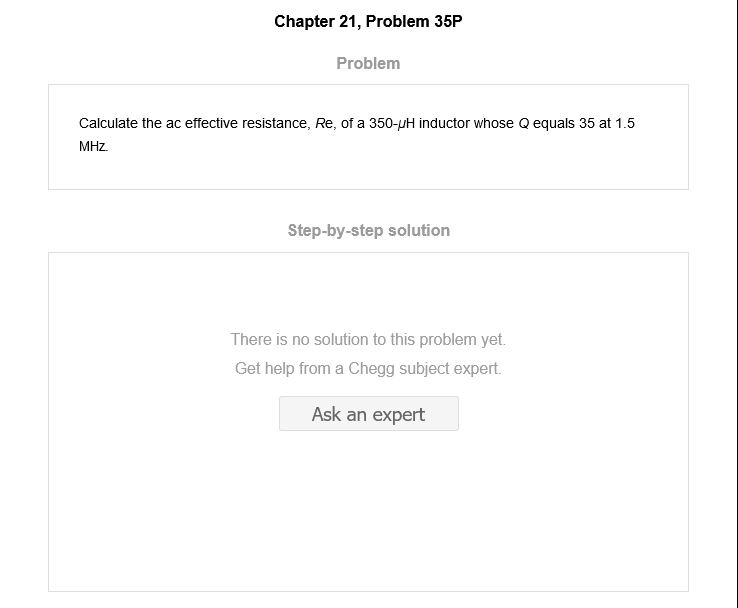 Chapter 21, Problem 35P
Problem
Calculate the ac effective resistance, Re, of a 350-μH inductor whose Q equals 35 at 1.5
MHz.
Step-by-step solution
There is no solution to this problem yet.
Get help from a Chegg subject expert.
Ask an expert